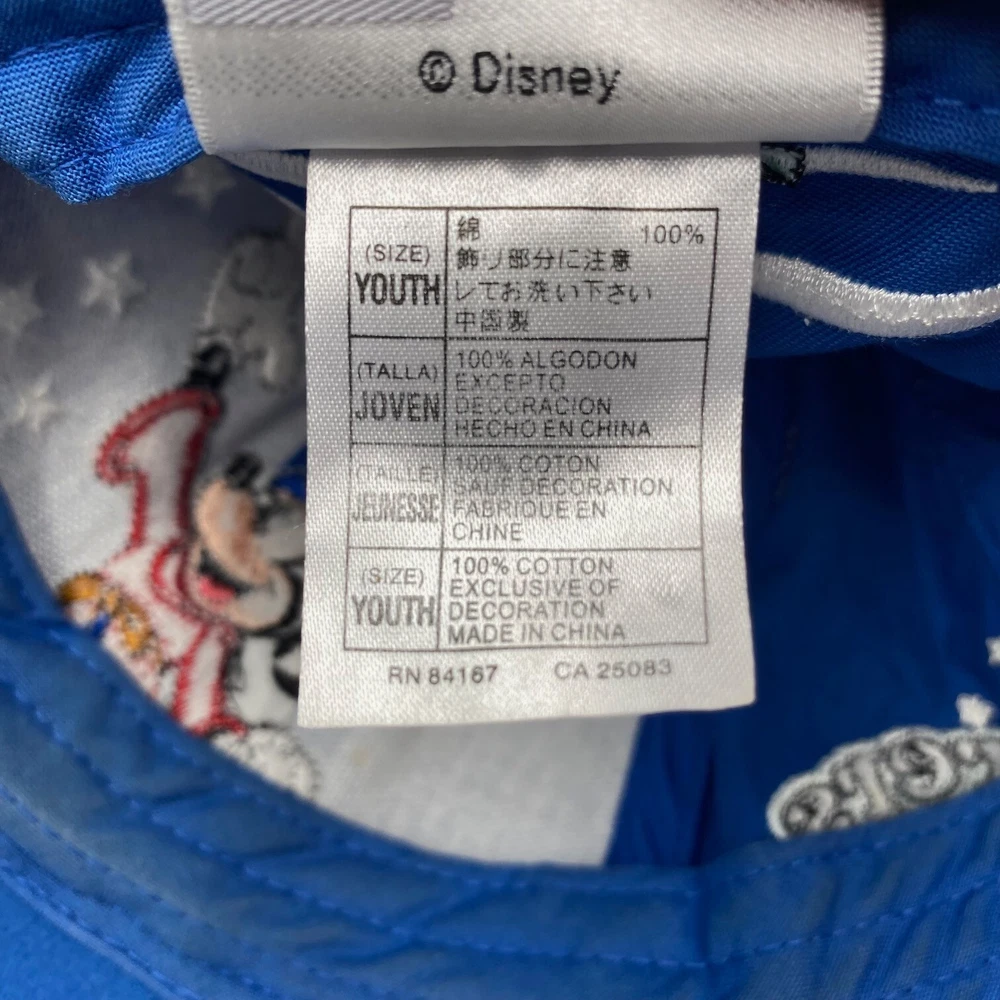 © Disney
(SIZE)
YOUTH
綿 100%
飾り部分に注意
してお洗い下さい
中国製
(TALLA)
JOVEN
100% ALGODON
EXCEPTO
DECORACION
HECHO EN CHINA
(TAILLE)
JEUNESSE
100% COTON
SAUF DECORATION
FABRIQUE EN
CHINE
(SIZE)
YOUTH
100% COTTON
EXCLUSIVE OF
DECORATION
MADE IN CHINA
RN 84167 CA 25083